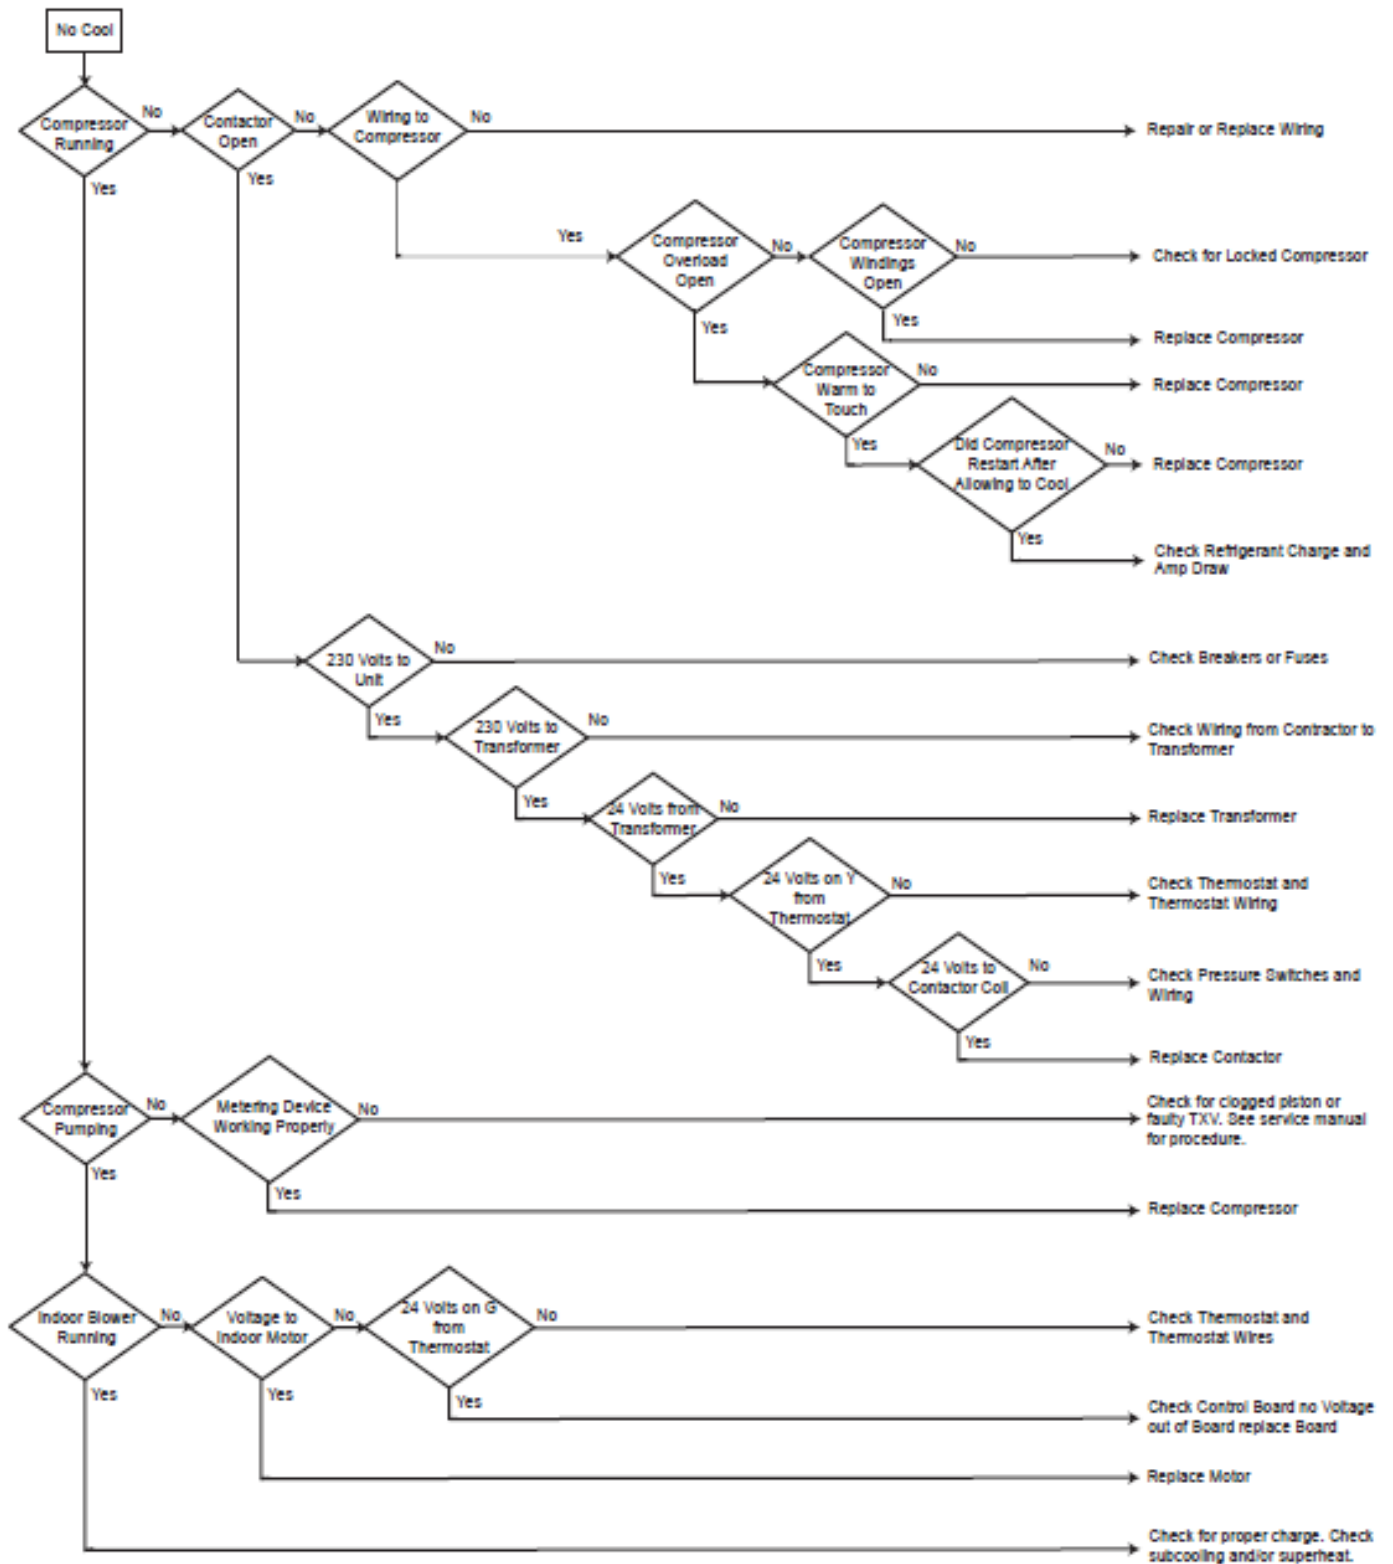 No Cool
Compressor
Running
No
Yes
Contactor
Open
No
Yes
Wiring to
Compressor
No
Repair or Replace Wiring
Yes
Compressor
Overload
Open
No
Yes
Compressor
Windings
Open
No
Check for Locked Compressor
Yes
Replace Compressor
Compressor
Warm to
Touch
No
Replace Compressor
Yes
Did Compressor
Restart After
Allowing to Cool
No
Replace Compressor
Yes
Check Refrigerant Charge and
Amp Draw
230 Volts to
Unit
No
Check Breakers or Fuses
Yes
230 Volts to
Transformer
No
Check Wiring from Contractor to
Transformer
Yes
24 Volts from
Transformer
No
Replace Transformer
Yes
24 Volts on Y
from
Thermostat
No
Check Thermostat and
Thermostat Wiring
Yes
24 Volts to
Contactor Coil
No
Check Pressure Switches and
Wiring
Yes
Replace Contactor
Compressor
Pumping
No
Yes
Metering Device
Working Properly
No
Check for clogged piston or
faulty TXV. See service manual
for procedure.
Yes
Replace Compressor
Indoor Blower
Running
No
Yes
Voltage to
Indoor Motor
No
Yes
24 Volts on G
from
Thermostat
No
Check Thermostat and
Thermostat Wires
Yes
Check Control Board no Voltage
out of Board replace Board
Replace Motor
Check for proper charge. Check
subcooling and/or superheat.